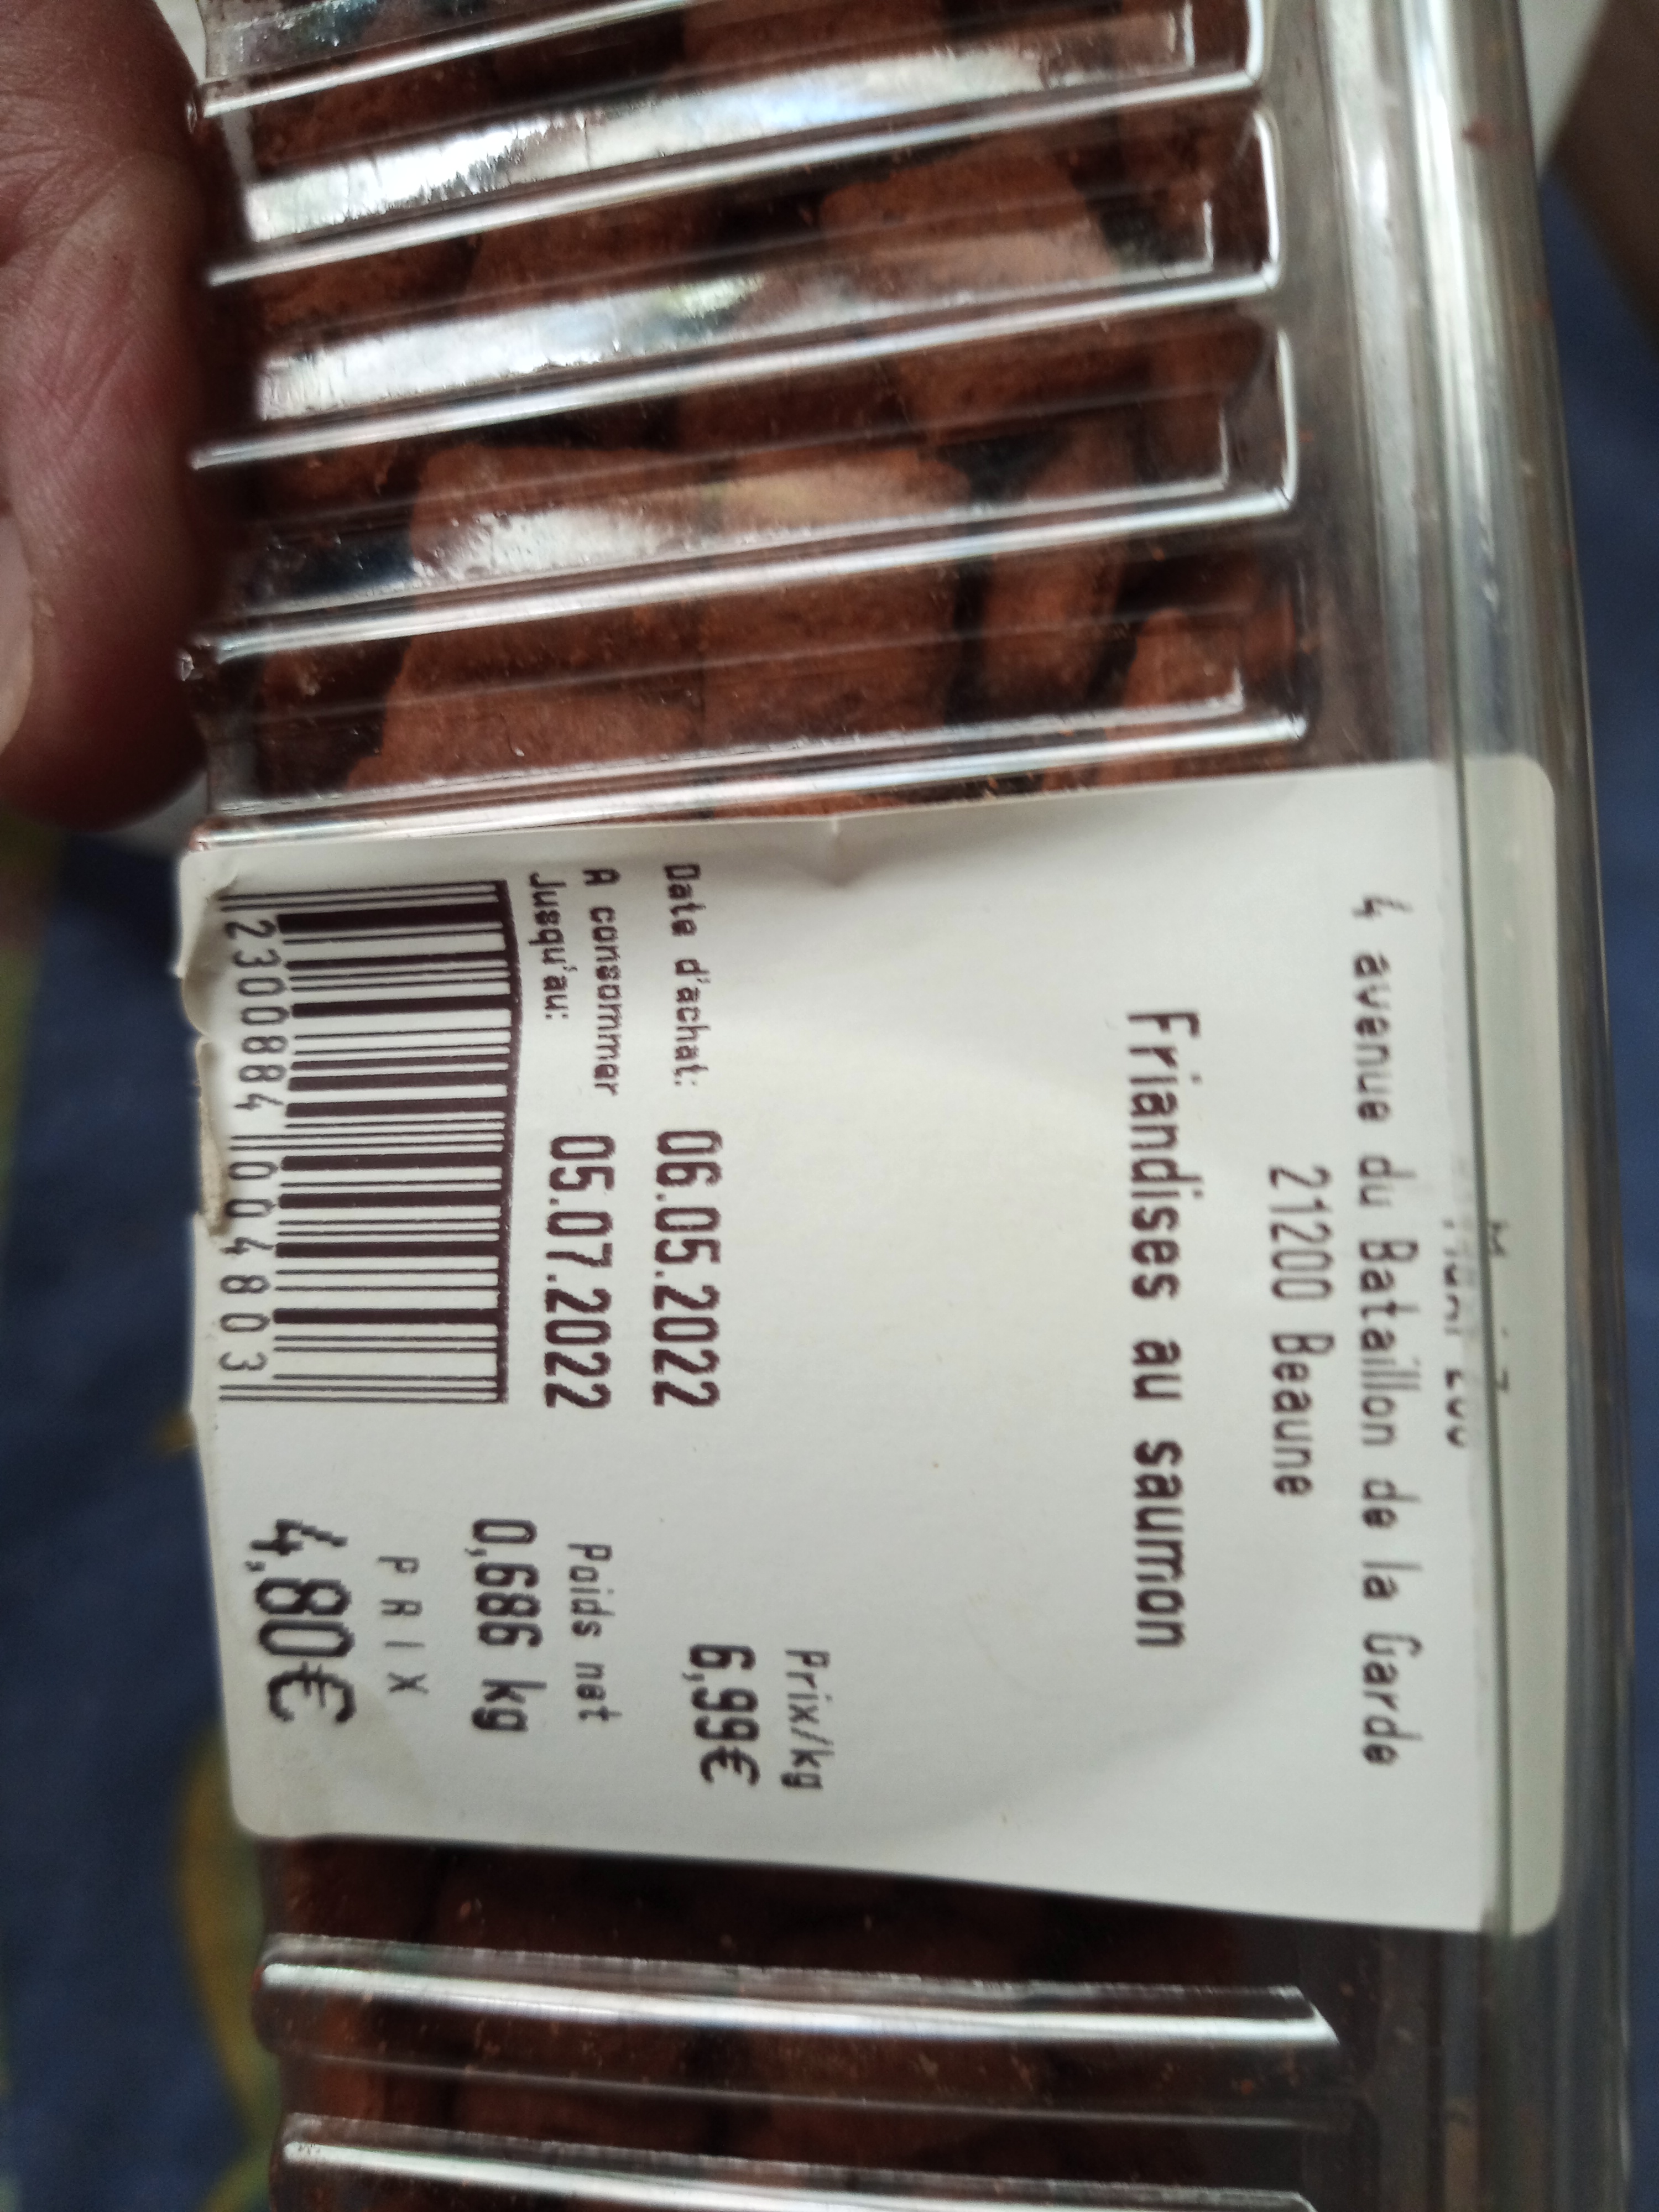 4 avenue du Bataillon de la Garde
21200 Beaune
Friandises au saumon
Prix/kg
6,99€
Date d'achat: 06.05.2022
A consommer
Jusqu'au: 05.07.2022
Poids net
0,686 kg
PRIX
4,80€
2300884 004803